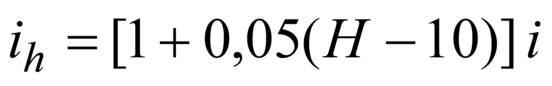 i_h = [1 + 0,05(H − 10)] i